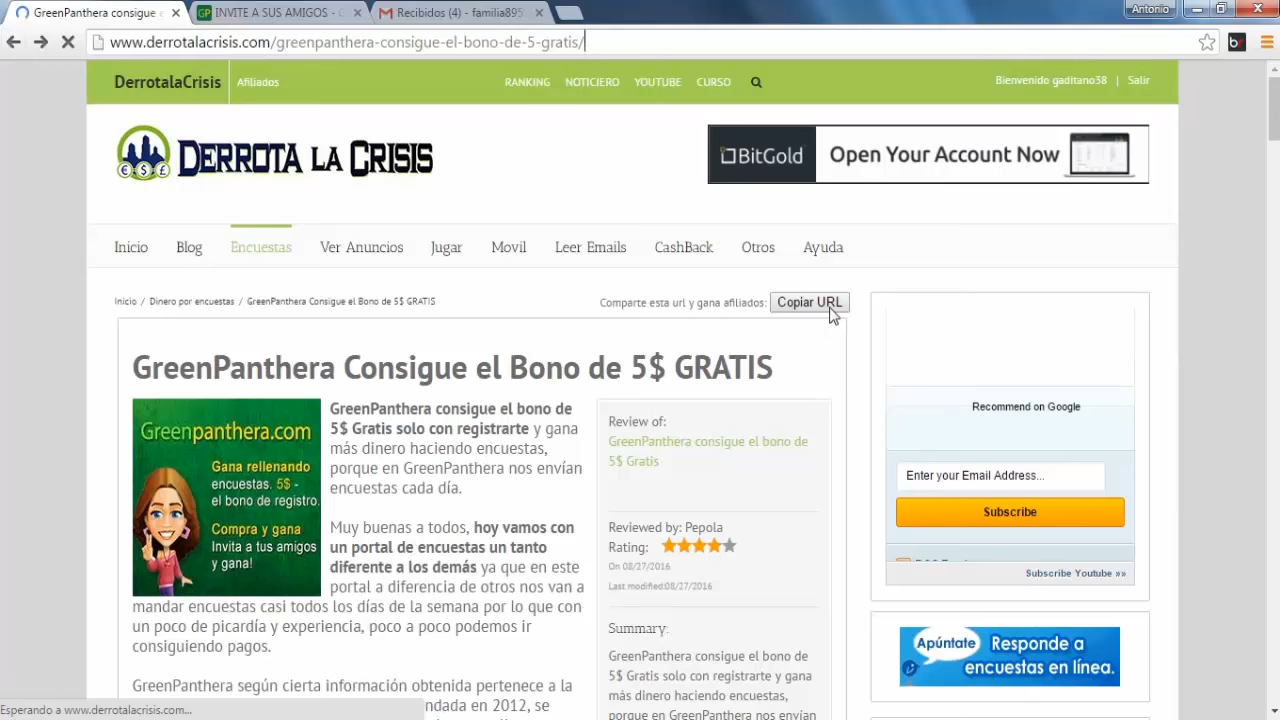 GreenPanthera consigue e
INVITE A SUS AMIGOS - G
Recibidos (4) - familia895
Antonio
www.derrotalacrisis.com/greenpanthera-consigue-el-bono-de-5-gratis/
DerrotalaCrisis
Afiliados
RANKING
NOTICIERO
YOUTUBE
CURSO
Bienvenido gaditano38 | Salir
DERROTA LA CRISIS
BitGold
Open Your Account Now
Inicio
Blog
Encuestas
Ver Anuncios
Jugar
Movil
Leer Emails
CashBack
Otros
Ayuda
Inicio / Dinero por encuestas / GreenPanthera Consigue el Bono de 5$ GRATIS
Comparte esta url y gana afiliados:
Copiar URL
GreenPanthera Consigue el Bono de 5$ GRATIS
Greenpanthera.com
Gana rellenando
encuestas. 5$ -
el bono de registro.
Compra y gana
Invita a tus amigos
y gana!
GreenPanthera consigue el bono de
5$ Gratis solo con registrarte y gana
más dinero haciendo encuestas,
porque en GreenPanthera nos envían
encuestas cada día.
Muy buenas a todos, hoy vamos con
un portal de encuestas un tanto
diferente a los demás ya que en este
portal a diferencia de otros nos van a
mandar encuestas casi todos los días de la semana por lo que con
un poco de picardía y experiencia, poco a poco podemos ir
consiguiendo pagos.
GreenPanthera según cierta información obtenida pertenece a la
ndada en 2012, se
Review of:
GreenPanthera consigue el bono de
5$ Gratis
Reviewed by: Pepola
Rating:
On 08/27/2016
Last modified:08/27/2016
Summary:
GreenPanthera consigue el bono de
5$ Gratis solo con registrarte y gana
más dinero haciendo encuestas,
porque en GreenPanthera nos envían
Recommend on Google
Enter your Email Address...
Subscribe
Subscribe Youtube »»
Apúntate
Responde a
encuestas en línea.
Esperando a www.derrotalacrisis.com...